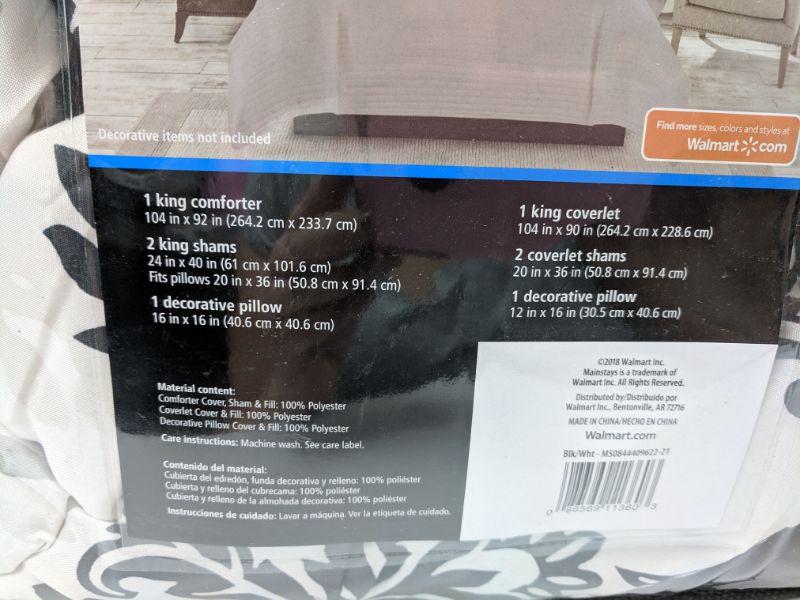 Decorative items not included
Find more sizes, colors and styles at
Walmart.com
1 king comforter
104 in x 92 in (264.2 cm x 233.7 cm)
2 king shams
24 in x 40 in (61 cm x 101.6 cm)
Fits pillows 20 in x 36 in (50.8 cm x 91.4 cm)
1 decorative pillow
16 in x 16 in (40.6 cm x 40.6 cm)
1 king coverlet
104 in x 90 in (264.2 cm x 228.6 cm)
2 coverlet shams
20 in x 36 in (50.8 cm x 91.4 cm)
1 decorative pillow
12 in x 16 in (30.5 cm x 40.6 cm)
Material content:
Comforter Cover, Sham & Fill: 100% Polyester
Coverlet Cover & Fill: 100% Polyester
Decorative Pillow Cover & Fill: 100% Polyester
Care instructions: Machine wash. See care label.
Contenido del material:
Cubierta del edredón, funda decorativa y relleno: 100% poliéster
Cubierta y relleno del cubrecama: 100% poliéster
Cubierta y relleno de la almohada decorativa: 100% poliéster
Instrucciones de cuidado: Lavar a máquina. Ver la etiqueta de cuidado.
©2018 Walmart Inc.
Mainstays is a trademark of
Walmart Inc. All Rights Reserved.
Distributed by/Distribuido por
Walmart Inc., Bentonville, AR 72716
MADE IN CHINA/HECHO EN CHINA
Walmart.com
Blk/Wht - MS0844409622-21